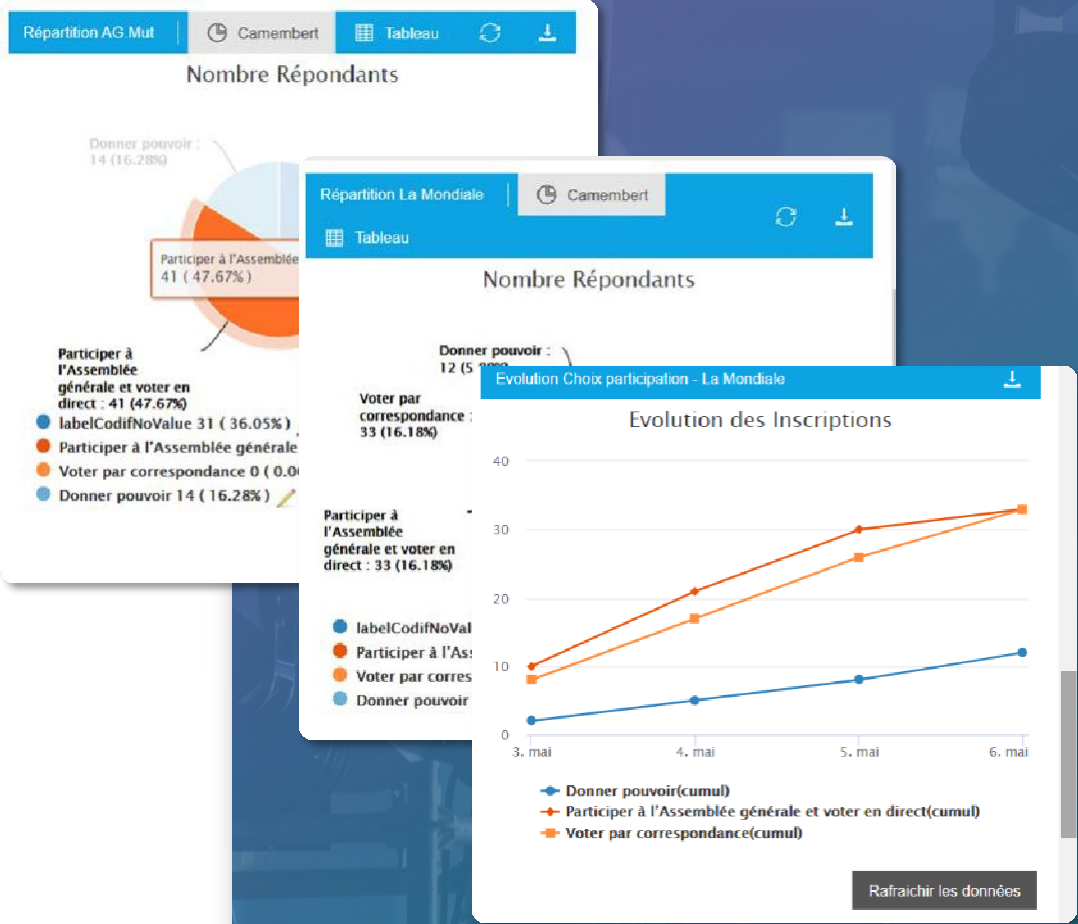 Répartition AG Mut
Camembert
Tableau
Nombre Répondants
Donner pouvoir :
14 (16.28%)
Participer à l'Assemblée
41 ( 47.67% )
Participer à
l'Assemblée
générale et voter en
direct : 41 (47.67%)
labelCodifNoValue 31 ( 36.05% )
Participer à l'Assemblée générale
Voter par correspondance 0 ( 0.0
Donner pouvoir 14 ( 16.28% )
Répartition La Mondiale
Camembert
Tableau
Nombre Répondants
Donner pouvoir :
12 (5.
Voter par
correspondance :
33 (16.18%)
Participer à
l'Assemblée
générale et voter en
direct : 33 (16.18%)
labelCodifNoVal
Participer à l'As
Voter par corres
Donner pouvoir
Evolution Choix participation - La Mondiale
Evolution des Inscriptions
40
30
20
10
0
3. mai 4. mai 5. mai 6. mai
Donner pouvoir(cumul)
Participer à l'Assemblée générale et voter en direct(cumul)
Voter par correspondance(cumul)
Rafraichir les données